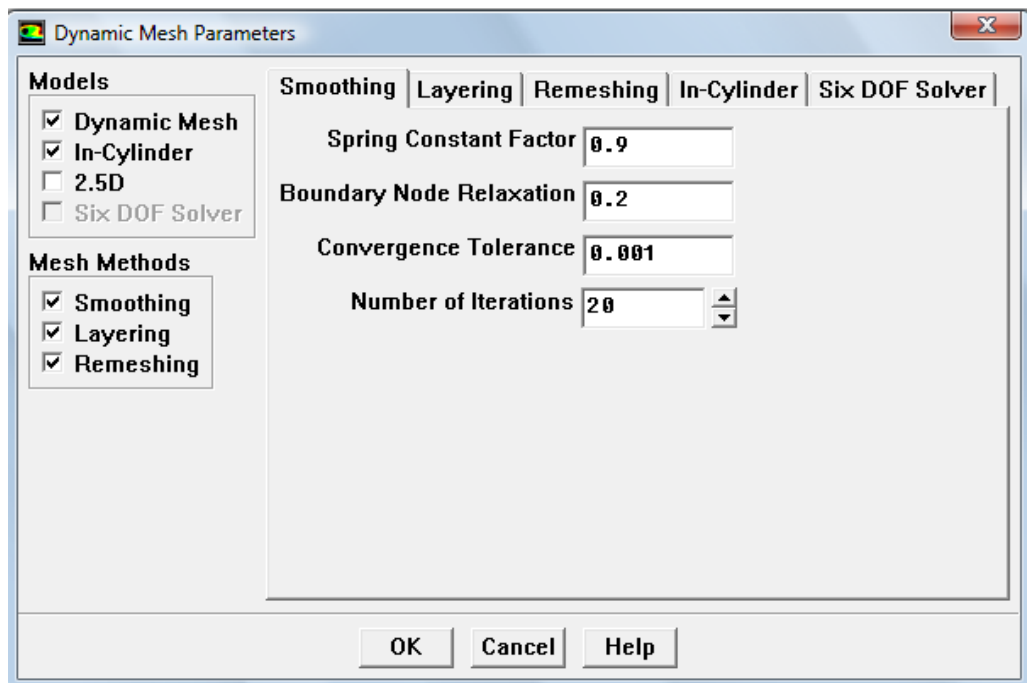 Dynamic Mesh Parameters
X
Models
Dynamic Mesh
In-Cylinder
2.5D
Six DOF Solver
Mesh Methods
Smoothing
Layering
Remeshing
Smoothing Layering Remeshing In-Cylinder Six DOF Solver
Spring Constant Factor 0.9
Boundary Node Relaxation 0.2
Convergence Tolerance 0.001
Number of Iterations 20
OK Cancel Help